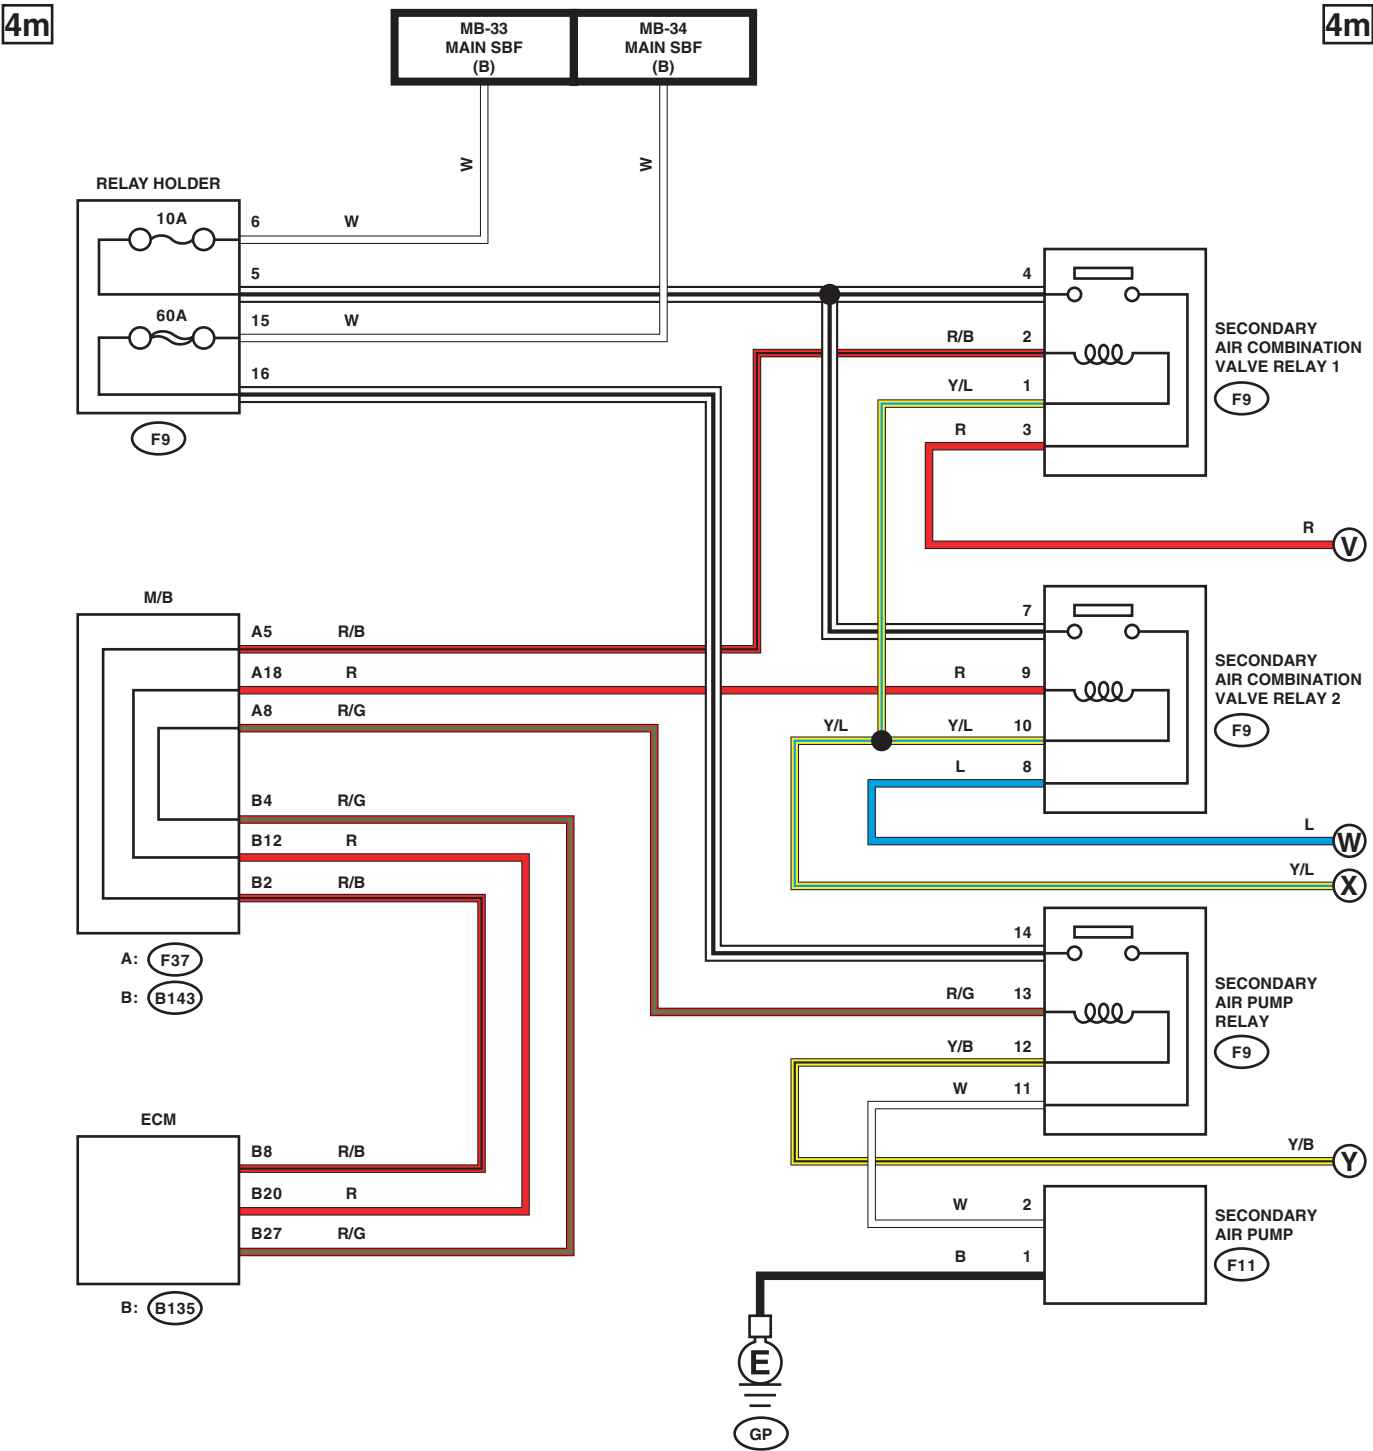 4m
4m
MB-33
MAIN SBF
(B)
MB-34
MAIN SBF
(B)
W
W
RELAY HOLDER
10A
6 W
5
60A
15 W
16
F9
4
R/B 2
Y/L 1
R 3
SECONDARY
AIR COMBINATION
VALVE RELAY 1
F9
R
V
M/B
A5 R/B
A18 R
A8 R/G
B4 R/G
B12 R
B2 R/B
A: F37
B: B143
7
R 9
Y/L Y/L 10
L 8
SECONDARY
AIR COMBINATION
VALVE RELAY 2
F9
L
W
Y/L
X
14
R/G 13
Y/B 12
W 11
SECONDARY
AIR PUMP
RELAY
F9
Y/B
Y
ECM
B8 R/B
B20 R
B27 R/G
B: B135
W 2
B 1
SECONDARY
AIR PUMP
F11
E
GP